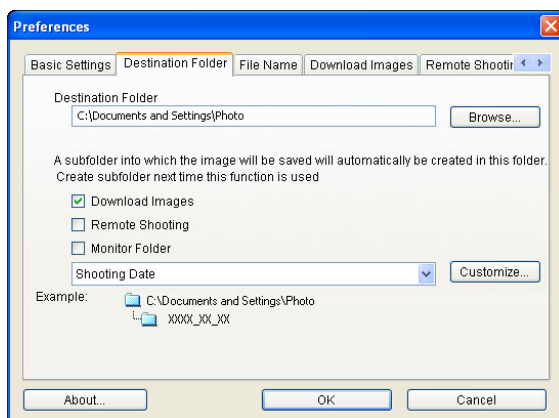 Preferences
Basic Settings Destination Folder File Name Download Images Remote Shootin
Destination Folder
C:\Documents and Settings\Photo Browse...
A subfolder into which the image will be saved will automatically be created in this folder.
Create subfolder next time this function is used
Download Images
Remote Shooting
Monitor Folder
Shooting Date Customize...
Example: C:\Documents and Settings\Photo
XXXX_XX_XX
About... OK Cancel